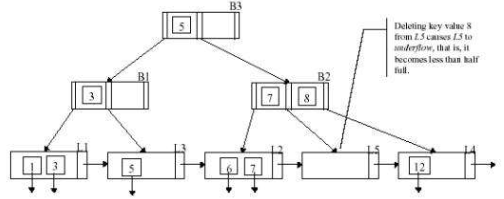 B3
5
Deleting key value 8
from L5 causes L5 to
underflow, that is, it
becomes less than half
full.
B1
B2
3
7 8
L1 L3 L2 L5 L4
1 3 5 6 7 12